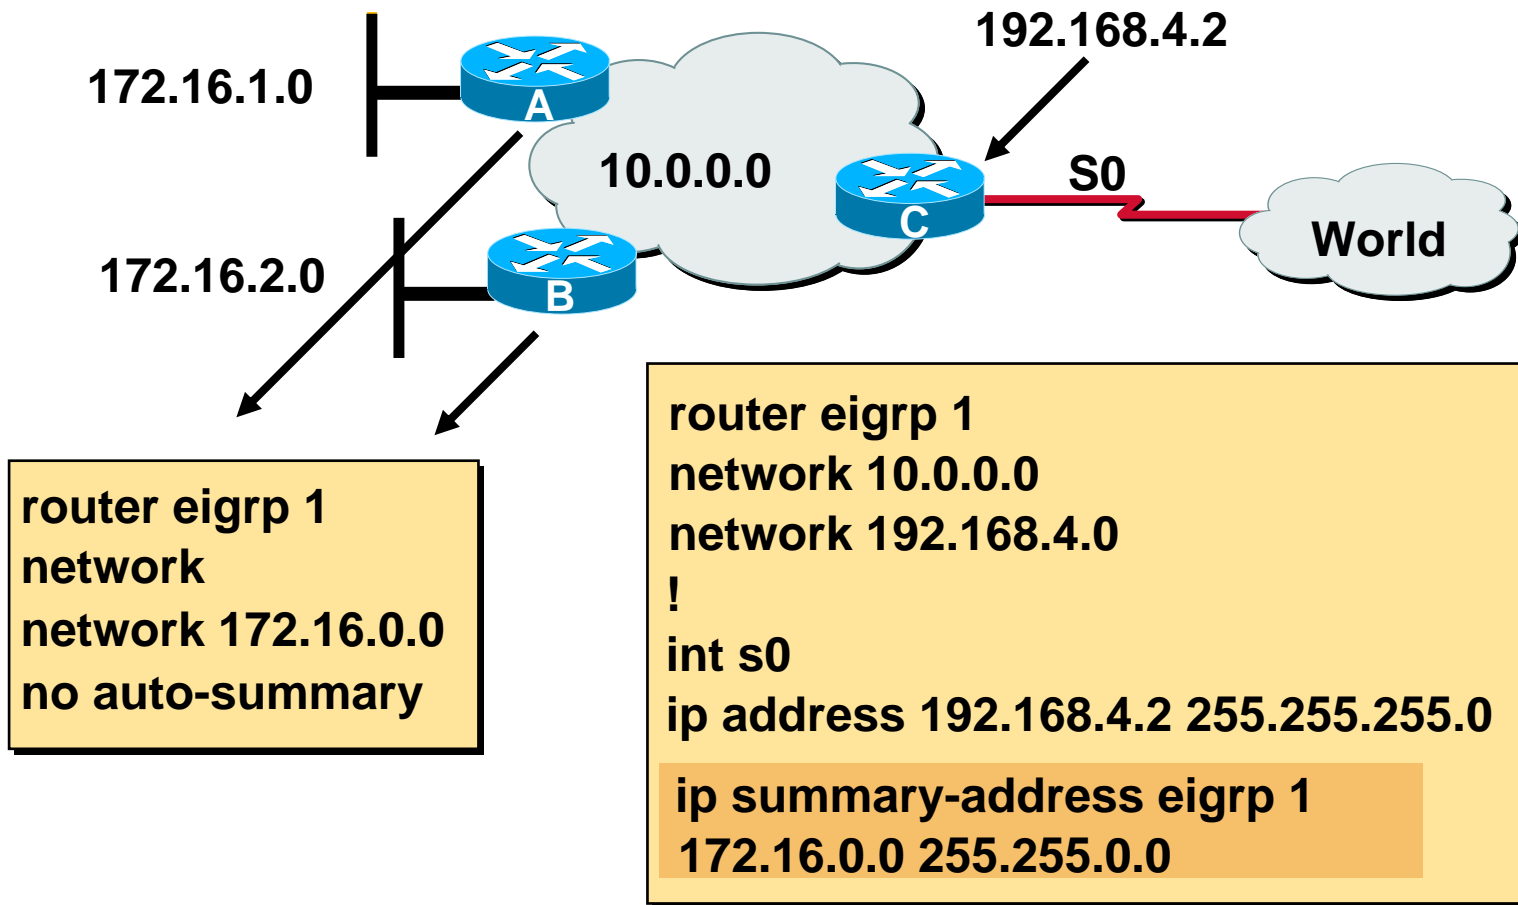 192.168.4.2
172.16.1.0
A
10.0.0.0
S0
C
World
172.16.2.0
B
router eigrp 1
network
network 172.16.0.0
no auto-summary
router eigrp 1
network 10.0.0.0
network 192.168.4.0
!
int s0
ip address 192.168.4.2 255.255.255.0
ip summary-address eigrp 1
172.16.0.0 255.255.0.0